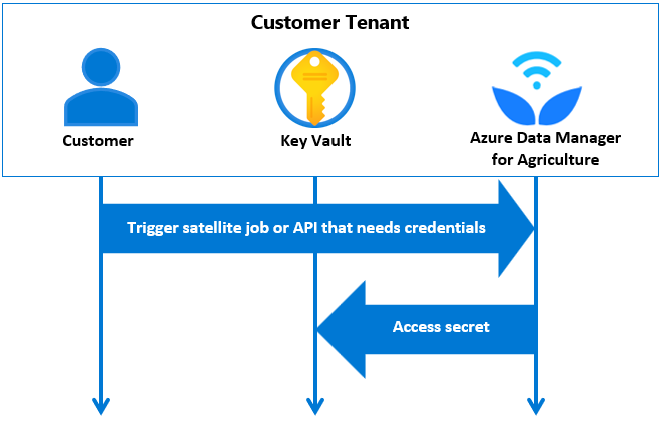 Customer Tenant
Customer
Key Vault
Azure Data Manager
for Agriculture
Trigger satellite job or API that needs credentials
Access secret